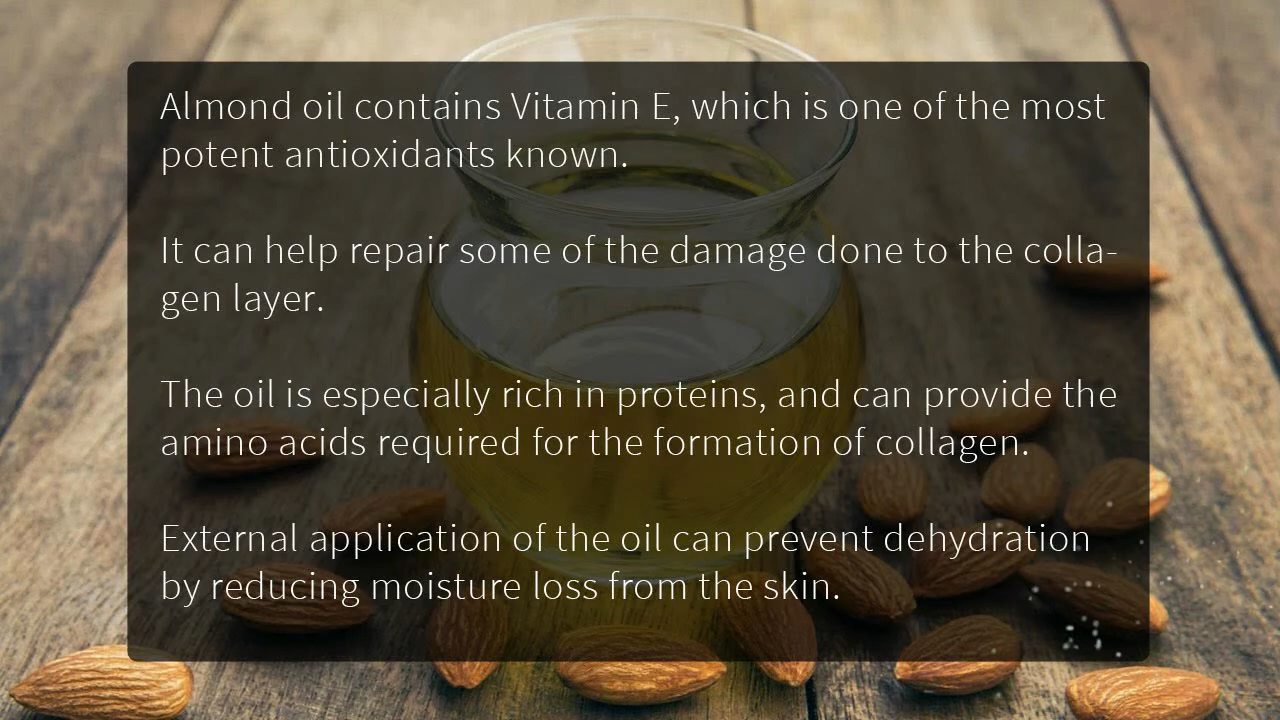 Almond oil contains Vitamin E, which is one of the most
potent antioxidants known.
It can help repair some of the damage done to the colla-
gen layer.
The oil is especially rich in proteins, and can provide the
amino acids required for the formation of collagen.
External application of the oil can prevent dehydration
by reducing moisture loss from the skin.